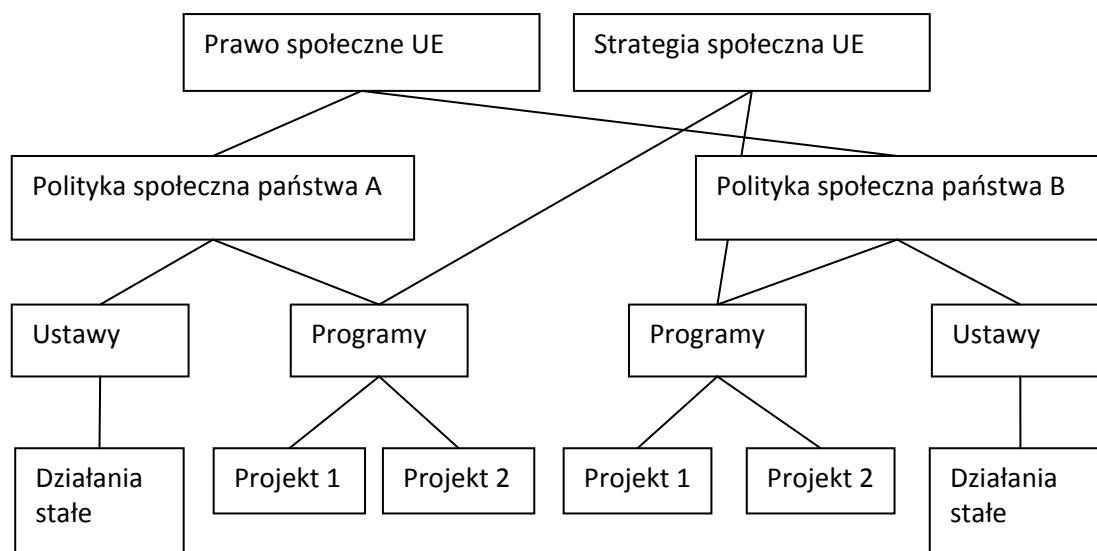 Prawo społeczne UE
Strategia społeczna UE
Polityka społeczna państwa A
Polityka społeczna państwa B
Ustawy
Programy
Programy
Ustawy
Działania
stałe
Projekt 1
Projekt 2
Projekt 1
Projekt 2
Działania
stałe